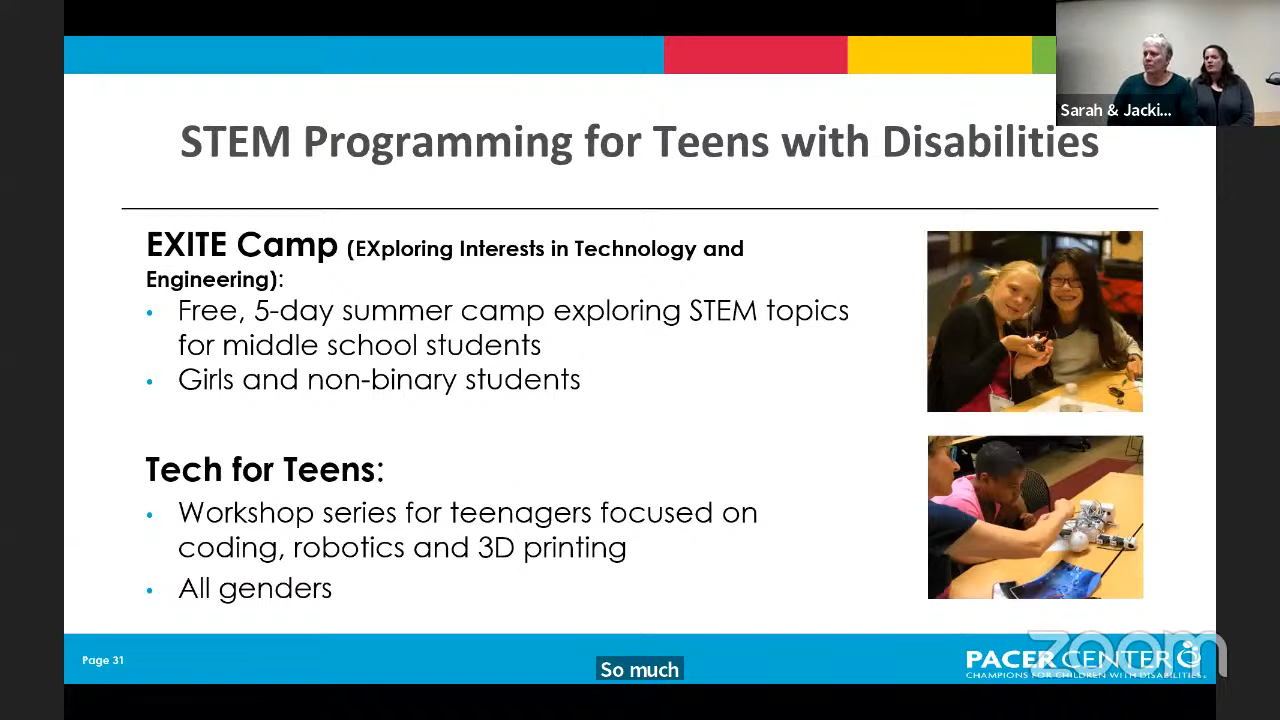 Sarah & Jacki...
STEM Programming for Teens with Disabilities
EXITE Camp (EXploring Interests in Technology and
Engineering):
• Free, 5-day summer camp exploring STEM topics
for middle school students
• Girls and non-binary students
Tech for Teens:
• Workshop series for teenagers focused on
coding, robotics and 3D printing
• All genders
Page 31
So much
zoom
PACER CENTER
CHAMPIONS FOR CHILDREN WITH DISABILITIES